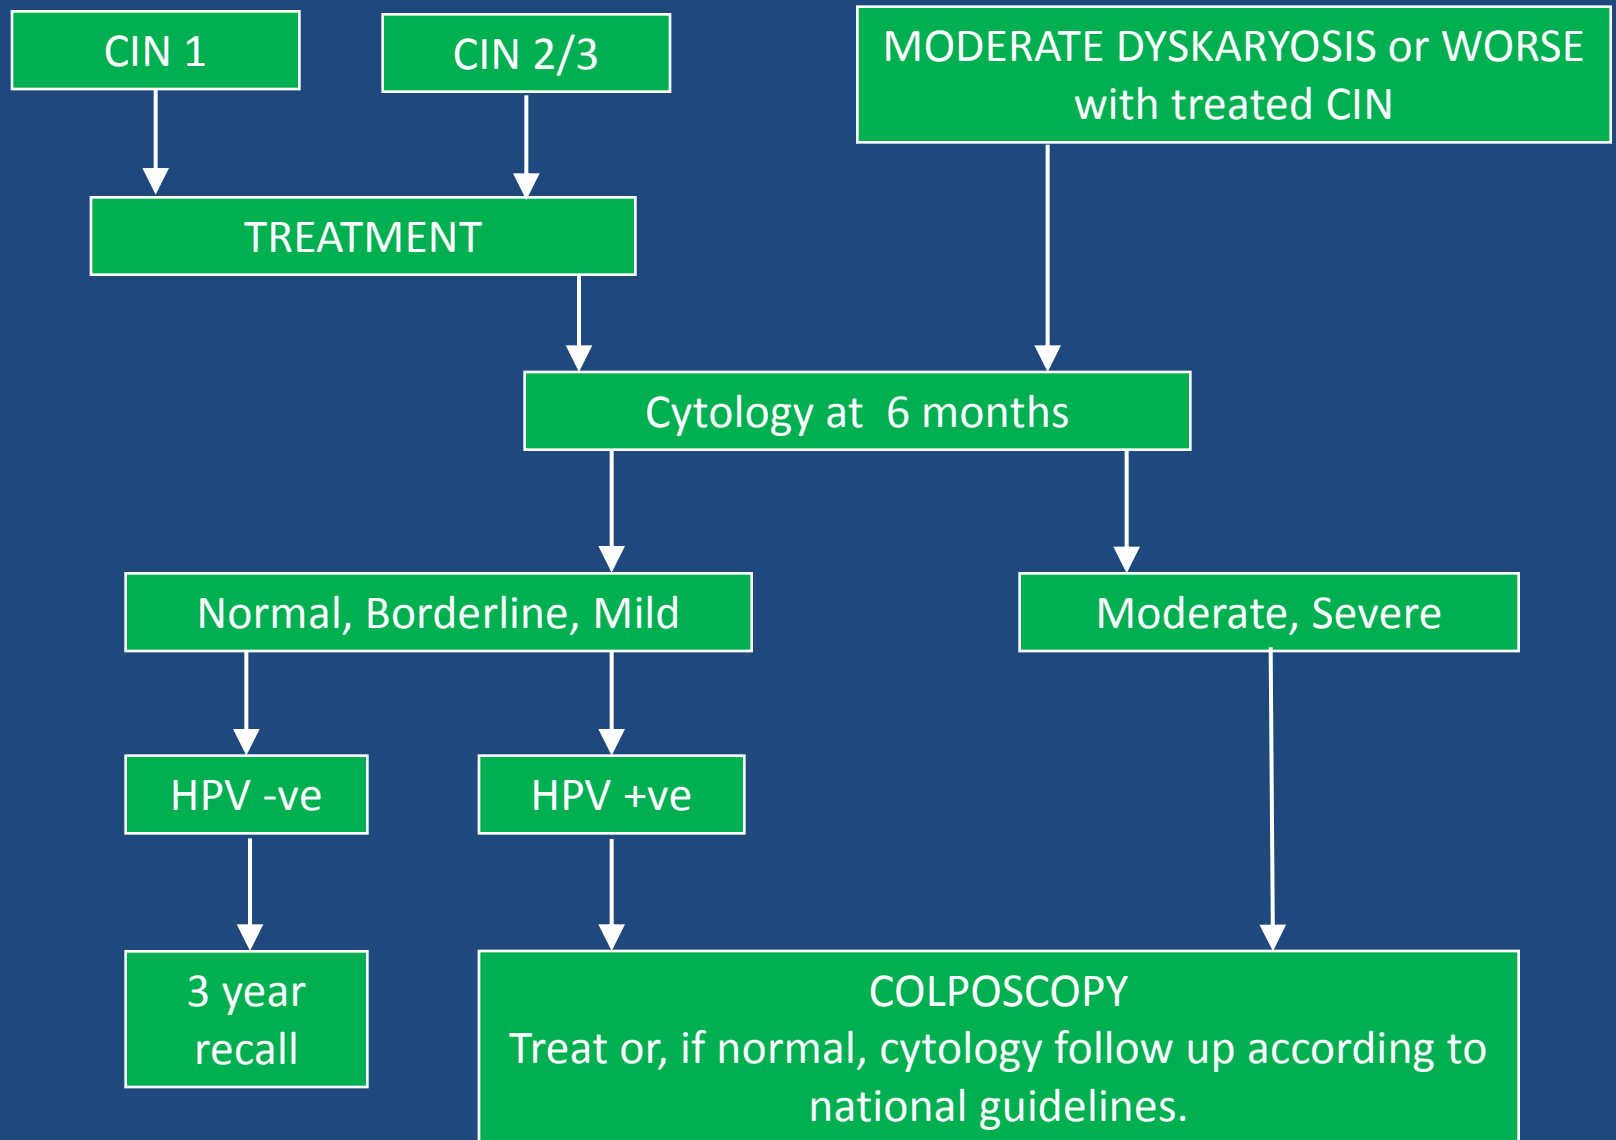 CIN 1
CIN 2/3
MODERATE DYSKARYOSIS or WORSE
with treated CIN
TREATMENT
Cytology at  6 months
Normal, Borderline, Mild
Moderate, Severe
HPV -ve
HPV +ve
3 year
recall
COLPOSCOPY
Treat or, if normal, cytology follow up according to
national guidelines.